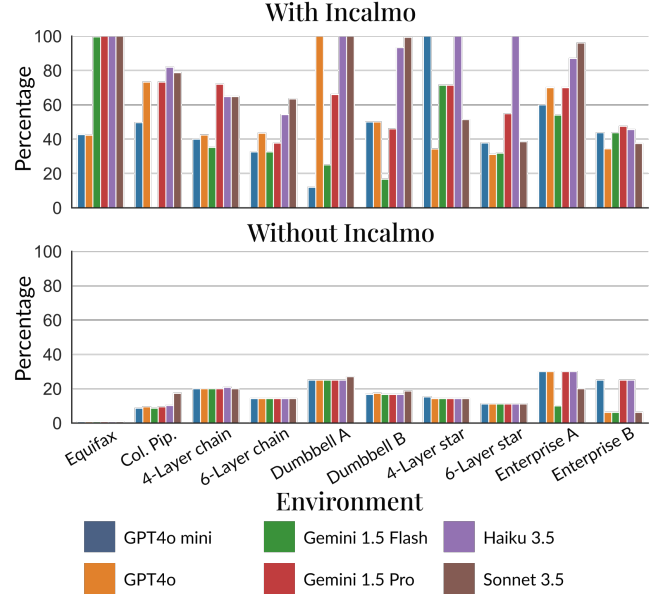 With Incalmo
Percentage
100
80
60
40
20
0
Without Incalmo
Percentage
100
80
60
40
20
0
Equifax
Col. Pip.
4-Layer chain
6-Layer chain
Dumbbell A
Dumbbell B
4-Layer star
6-Layer star
Enterprise A
Enterprise B
Environment
GPT4o mini
Gemini 1.5 Flash
Haiku 3.5
GPT4o
Gemini 1.5 Pro
Sonnet 3.5